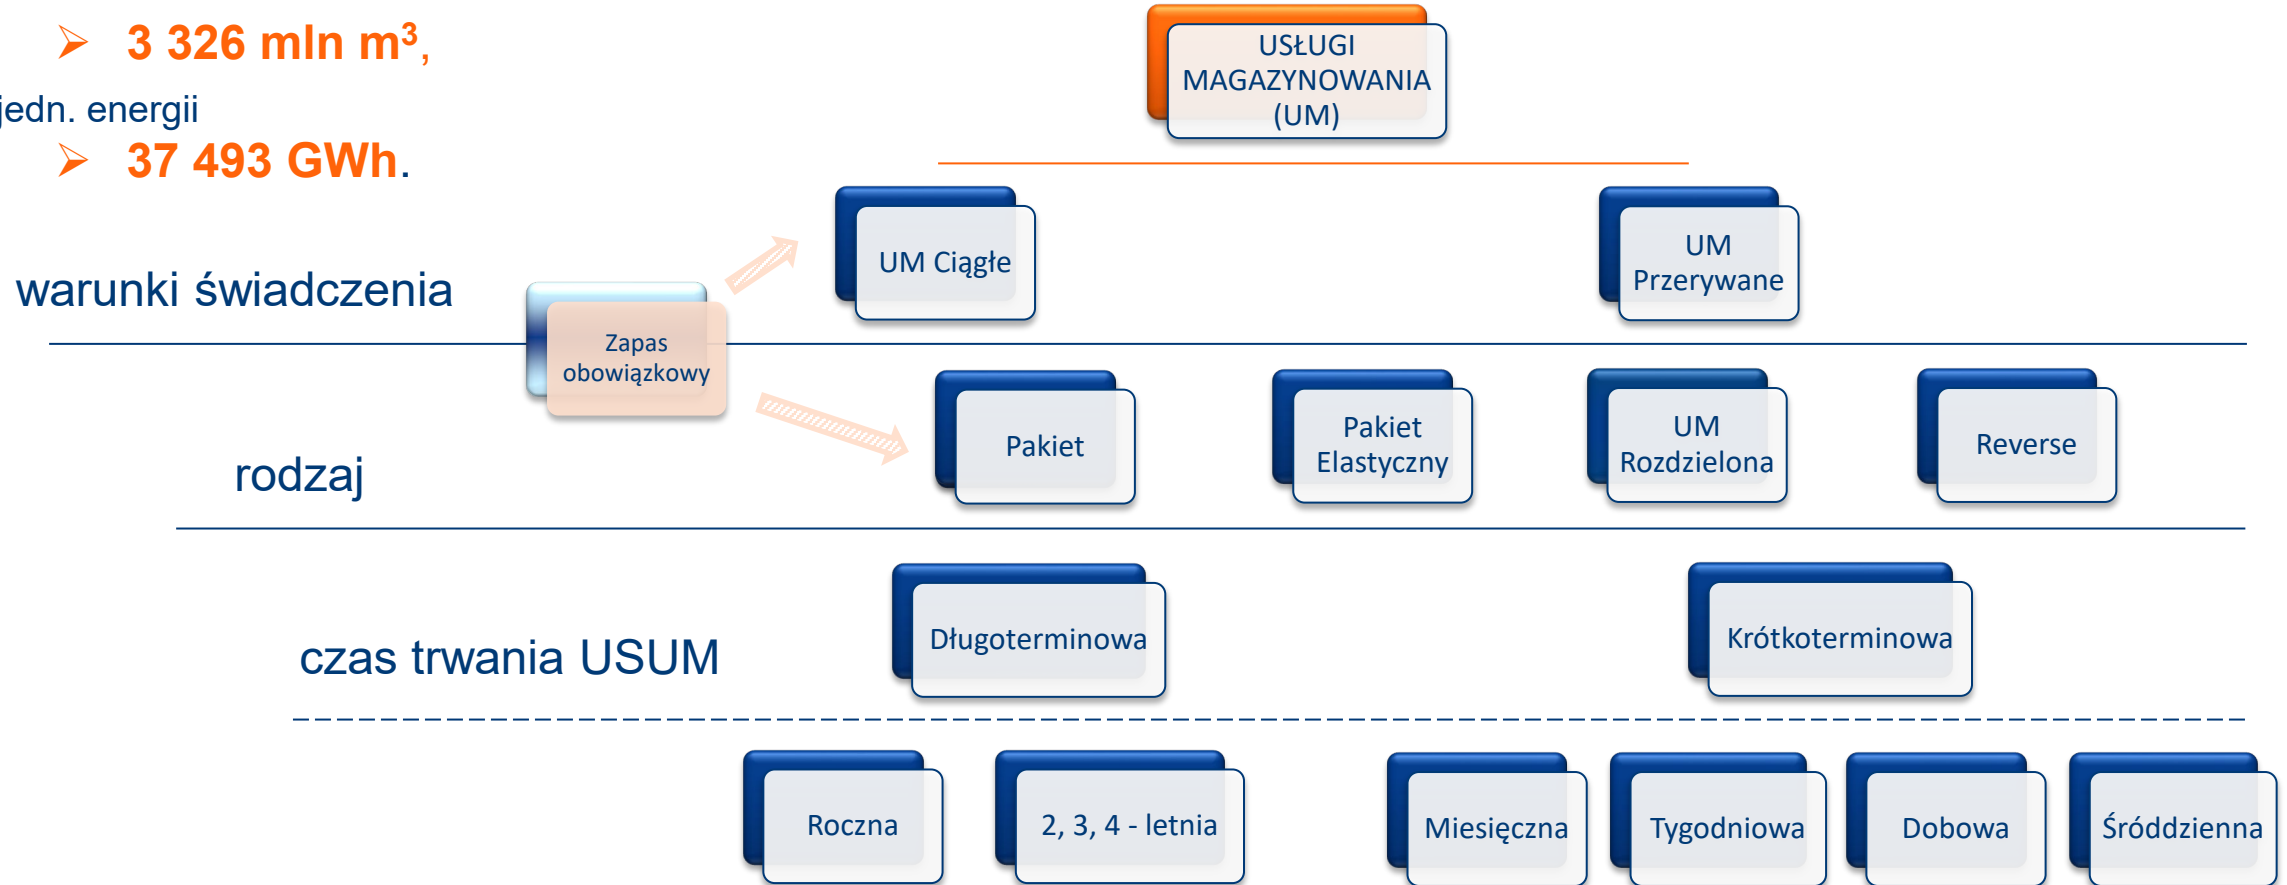 ➢ 3 326 mln m³,
jedn. energii
➢ 37 493 GWh.
USŁUGI
MAGAZYNOWANIA
(UM)
warunki świadczenia
UM Ciągłe
UM
Przerywane
Zapas
obowiązkowy
rodzaj
Pakiet
Pakiet
Elastyczny
UM
Rozdzielona
Reverse
czas trwania USUM
Długoterminowa
Krótkoterminowa
Roczna
2, 3, 4 - letnia
Miesięczna
Tygodniowa
Dobowa
Śróddzienna